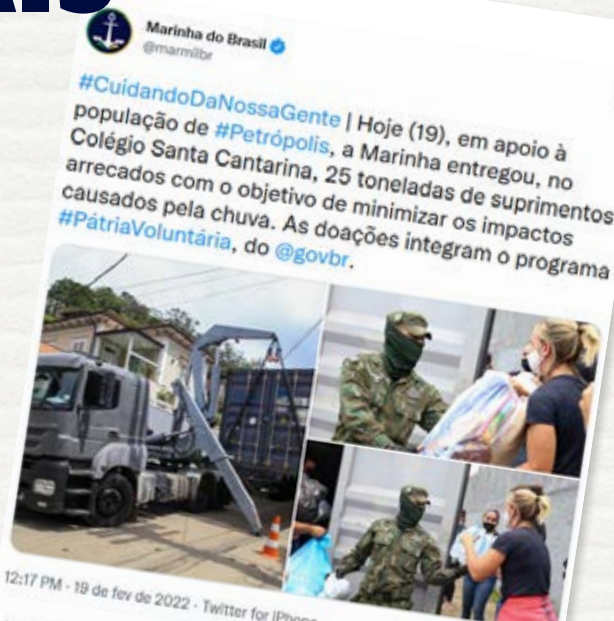 AIS
Marinha do Brasil
@marmilbr
#CuidandoDaNossaGente | Hoje (19), em apoio à
população de #Petrópolis, a Marinha entregou, no
Colégio Santa Cantarina, 25 toneladas de suprimentos
arrecados com o objetivo de minimizar os impactos
causados pela chuva. As doações integram o programa
#PátriaVoluntária, do @govbr.
12:17 PM - 19 de fev de 2022 - Twitter for iPhone